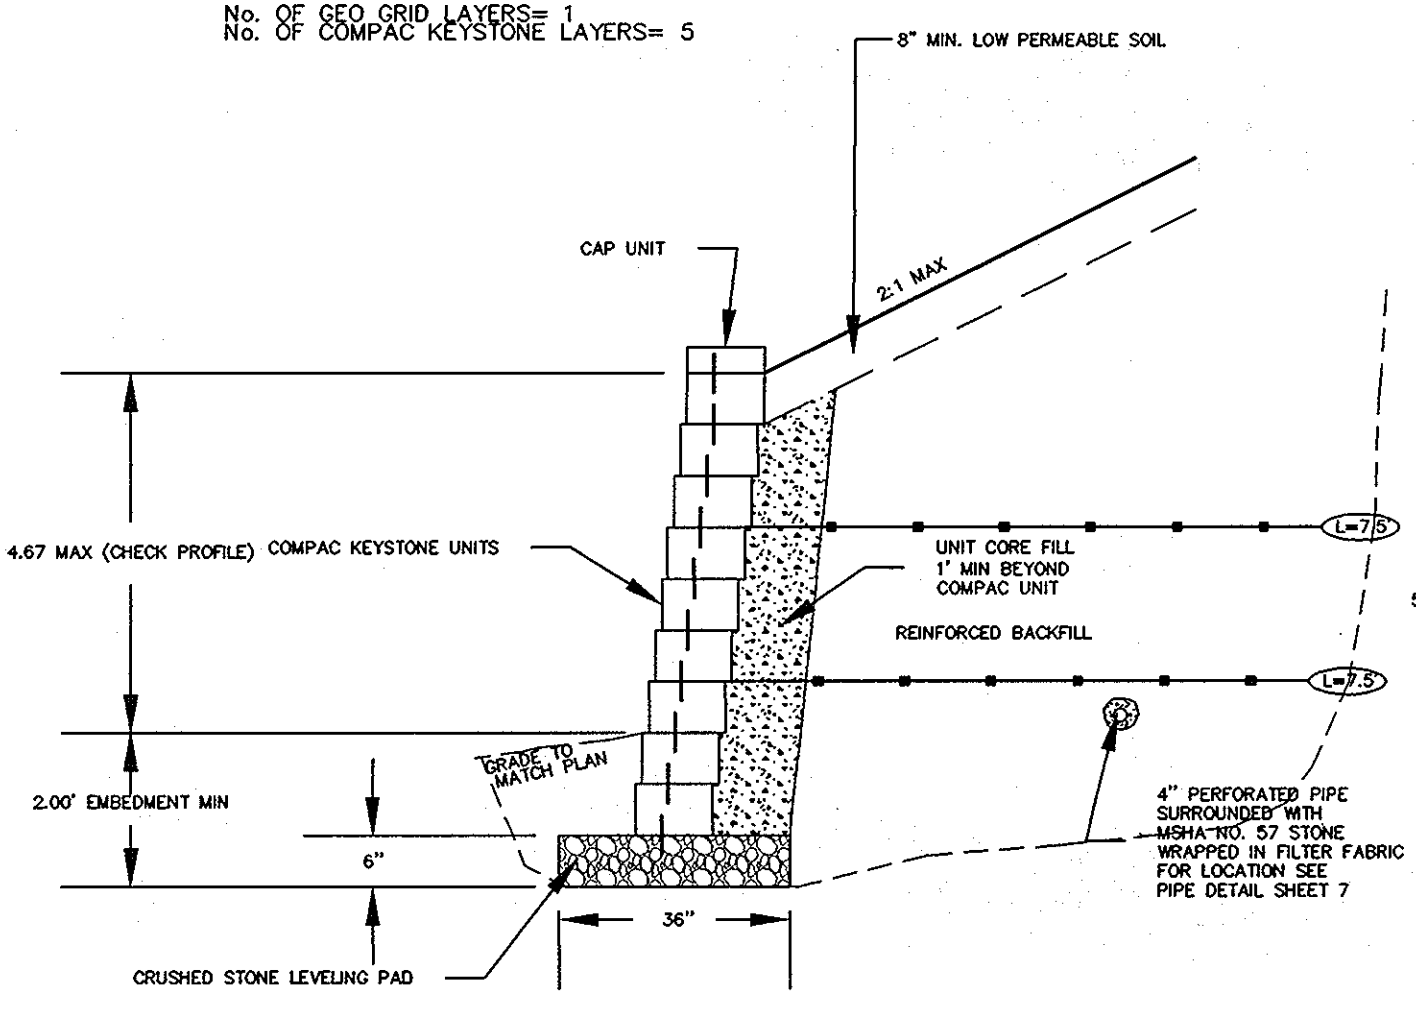 No. OF GEO GRID LAYERS= 1
No. OF COMPAC KEYSTONE LAYERS= 5
8" MIN. LOW PERMEABLE SOIL
CAP UNIT
2:1 MAX
4.67 MAX (CHECK PROFILE)
COMPAC KEYSTONE UNITS
L=7.5'
UNIT CORE FILL
1' MIN BEYOND
COMPAC UNIT
REINFORCED BACKFILL
L=7.5'
GRADE TO
MATCH PLAN
2.00' EMBEDMENT MIN
6"
4" PERFORATED PIPE
SURROUNDED WITH
MSHA NO. 57 STONE
WRAPPED IN FILTER FABRIC
FOR LOCATION SEE
PIPE DETAIL SHEET 7
36"
CRUSHED STONE LEVELING PAD